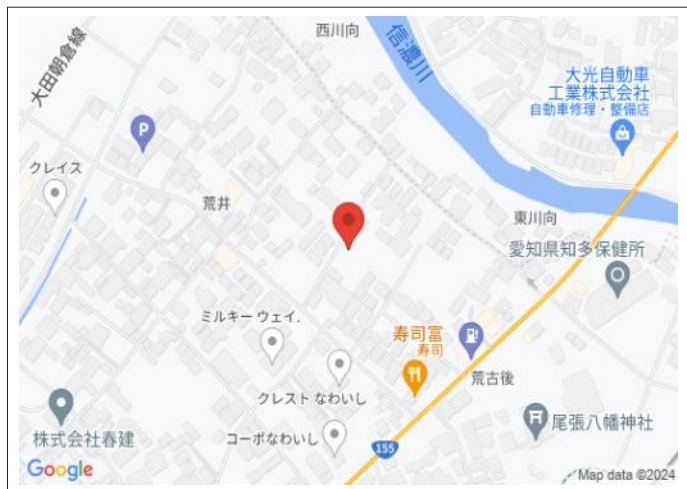 西川向
信濃川
大田朝倉線
大光自動車
工業株式会社
自動車修理・整備店
P
クレイス
荒井
東川向
愛知県知多保健所
ミルキー ウェイ.
寿司富
寿司
荒古後
クレスト なわいし
尾張八幡神社
株式会社春建
コーポなわいし
155
Google
Map data ©2024